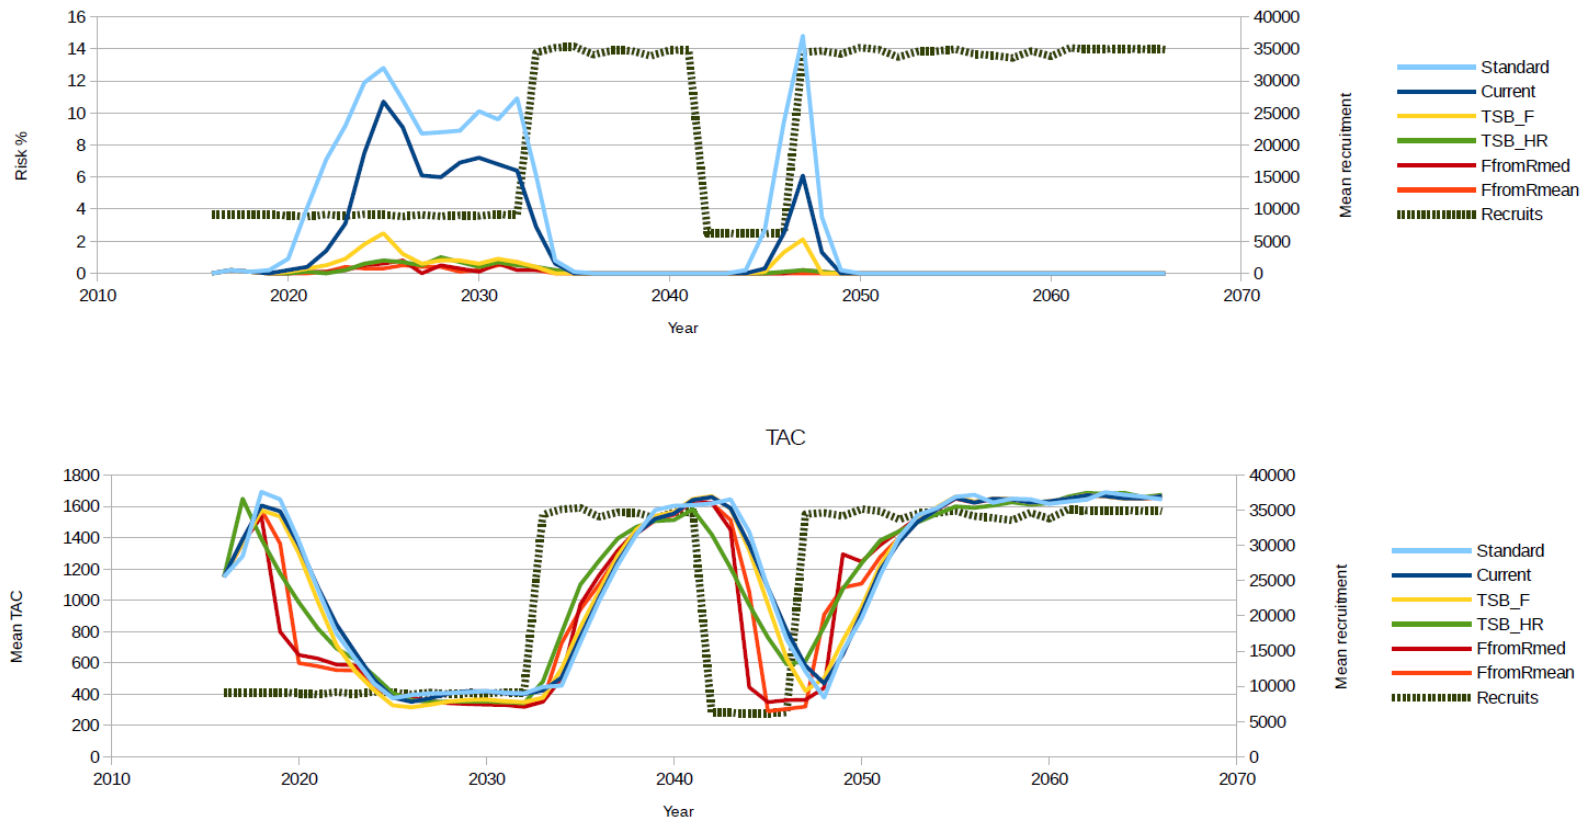 16
14
12
10
8
6
4
2
0
Risk %
40000
35000
30000
25000
20000
15000
10000
5000
0
Mean recruitment
2010
2020
2030
2040
2050
2060
2070
Year
Standard
Current
TSB_F
TSB_HR
FfromRmed
FfromRmean
Recruits
TAC
1800
1600
1400
1200
1000
800
600
400
200
0
Mean TAC
40000
35000
30000
25000
20000
15000
10000
5000
0
Mean recruitment
2010
2020
2030
2040
2050
2060
2070
Year
Standard
Current
TSB_F
TSB_HR
FfromRmed
FfromRmean
Recruits